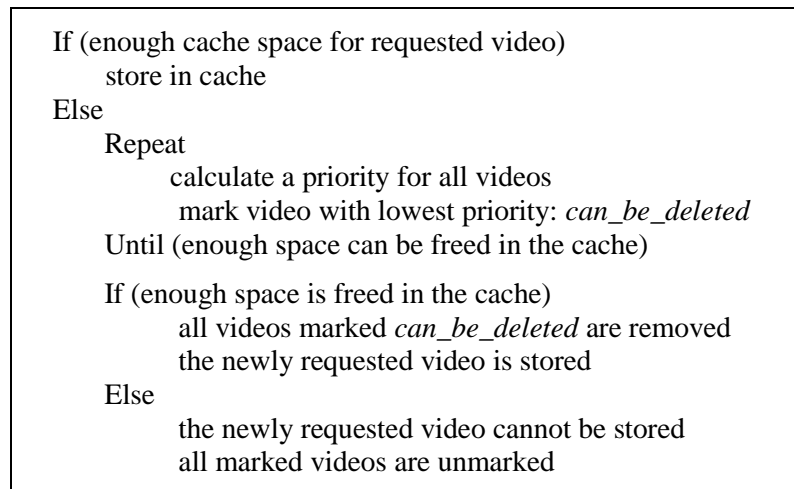 If (enough cache space for requested video)
store in cache
Else
Repeat
calculate a priority for all videos
mark video with lowest priority: can_be_deleted
Until (enough space can be freed in the cache)
If (enough space is freed in the cache)
all videos marked can_be_deleted are removed
the newly requested video is stored
Else
the newly requested video cannot be stored
all marked videos are unmarked